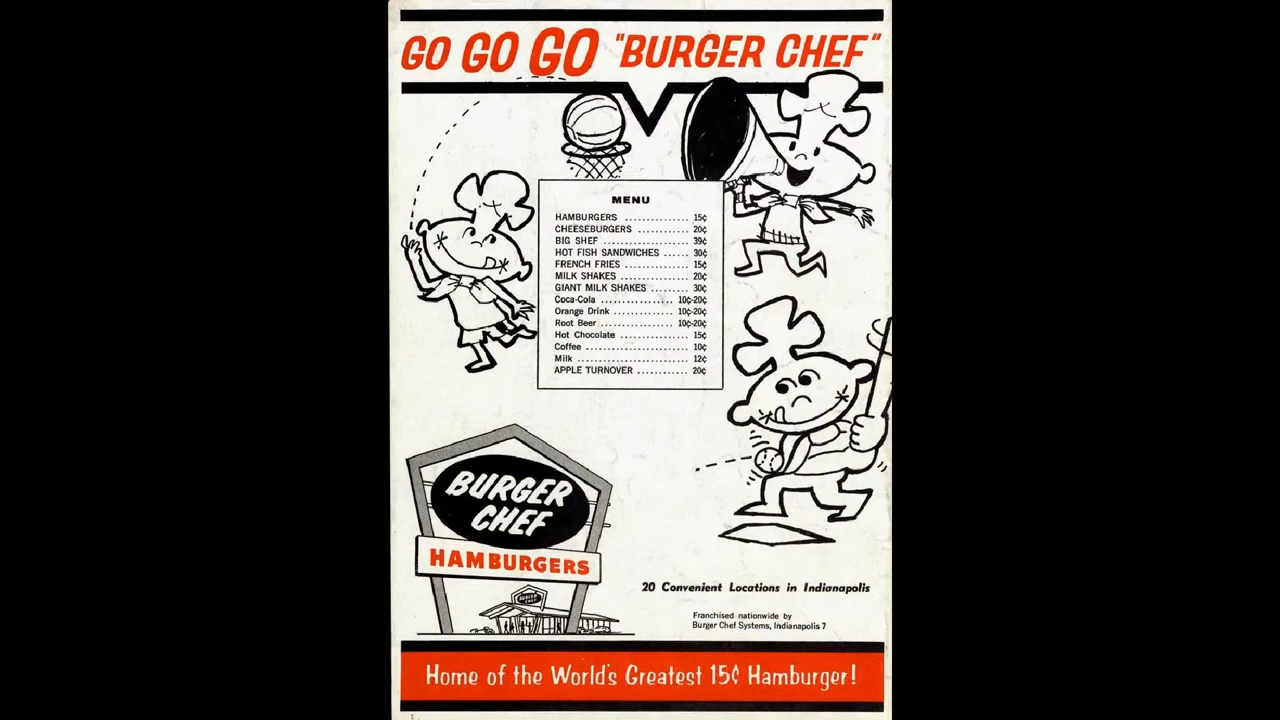 GO GO GO "BURGER CHEF"
MENU
HAMBURGERS ................ 15¢
CHEESEBURGERS ............. 20¢
BIG SHEF ..................... 39¢
HOT FISH SANDWICHES ...... 30¢
FRENCH FRIES ................ 15¢
MILK SHAKES ................. 20¢
GIANT MILK SHAKES ......... 30¢
Coca-Cola .................. 10¢-20¢
Orange Drink ............... 10¢-20¢
Root Beer .................. 10¢-20¢
Hot Chocolate ................ 15¢
Coffee .......................... 10¢
Milk ............................. 12¢
APPLE TURNOVER ............. 20¢
BURGER
CHEF
HAMBURGERS
BURGER
CHEF
20 Convenient Locations in Indianapolis
Franchised nationwide by
Burger Chef Systems, Indianapolis 7
Home of the World's Greatest 15¢ Hamburger!